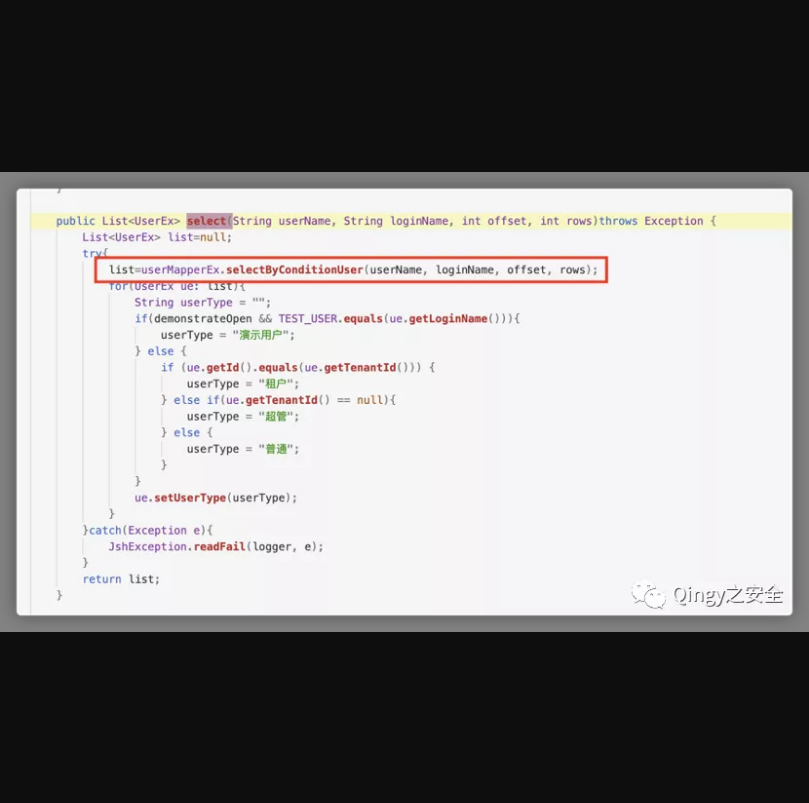 }
public List<UserEx> select(String userName, String loginName, int offset, int rows)throws Exception {
List<UserEx> list=null;
try{
list=userMapperEx.selectByConditionUser(userName, loginName, offset, rows);
for(UserEx ue: list){
String userType = "";
if(demonstrateOpen && TEST_USER.equals(ue.getLoginName())){
userType = "演示用户";
} else {
if (ue.getId().equals(ue.getTenantId())) {
userType = "租户";
} else if(ue.getTenantId() == null){
userType = "超管";
} else {
userType = "普通";
}
}
ue.setUserType(userType);
}
}catch(Exception e){
JshException.readFail(logger, e);
}
return list;
}
Qingy之安全